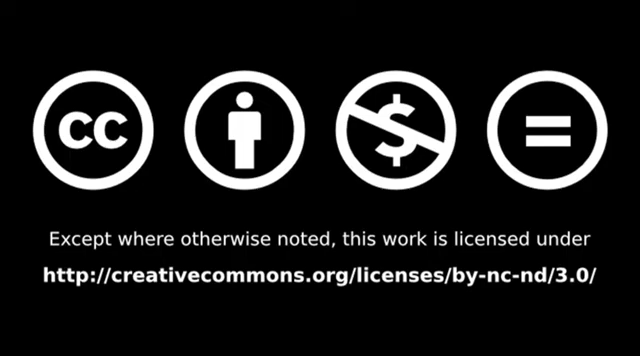 cc
$
=
Except where otherwise noted, this work is licensed under
http://creativecommons.org/licenses/by-nc-nd/3.0/